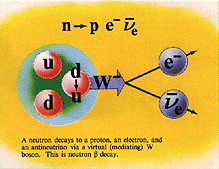 n→p e⁻ ν̄ₑ
u
d
d
u
W⁻
e⁻
ν̄ₑ
A neutron decays to a proton, an electron, and
an antineutrino via a virtual (mediating) W
boson. This is neutron β decay.